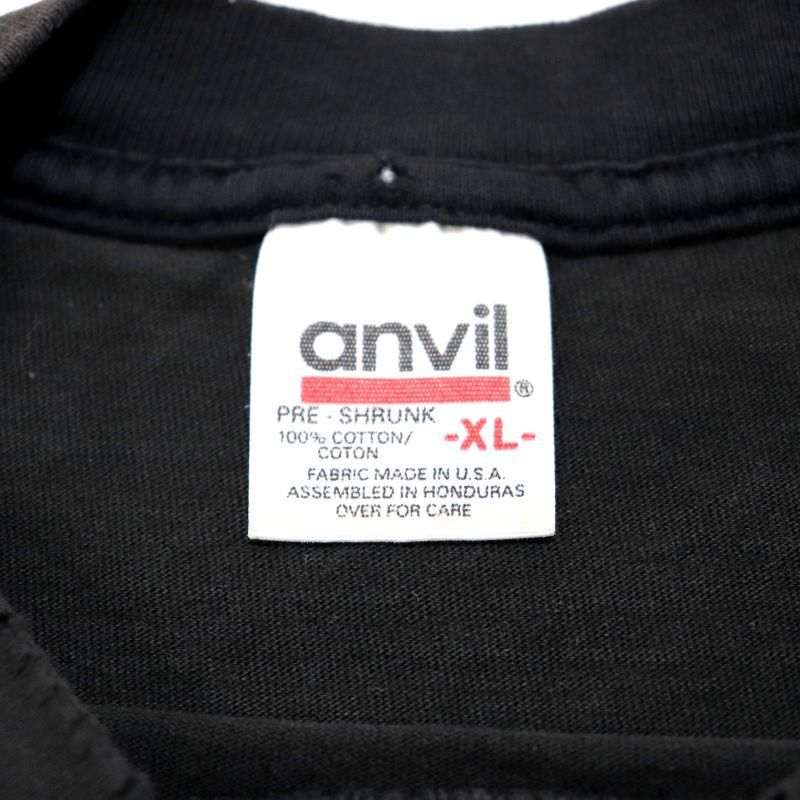 anvil®
PRE - SHRUNK
-XL-
100% COTTON/
COTON
FABRIC MADE IN U.S.A.
ASSEMBLED IN HONDURAS
OVER FOR CARE